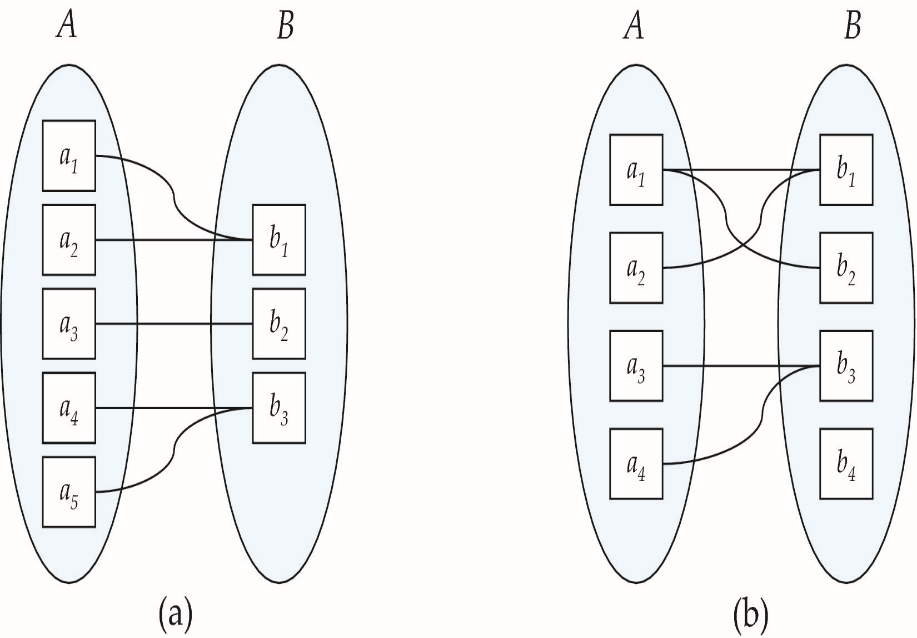 A B A B
a1
a2 b1
a3 b2
a4 b3
a5
a1 b1
a2 b2
a3 b3
a4 b4
(a) (b)